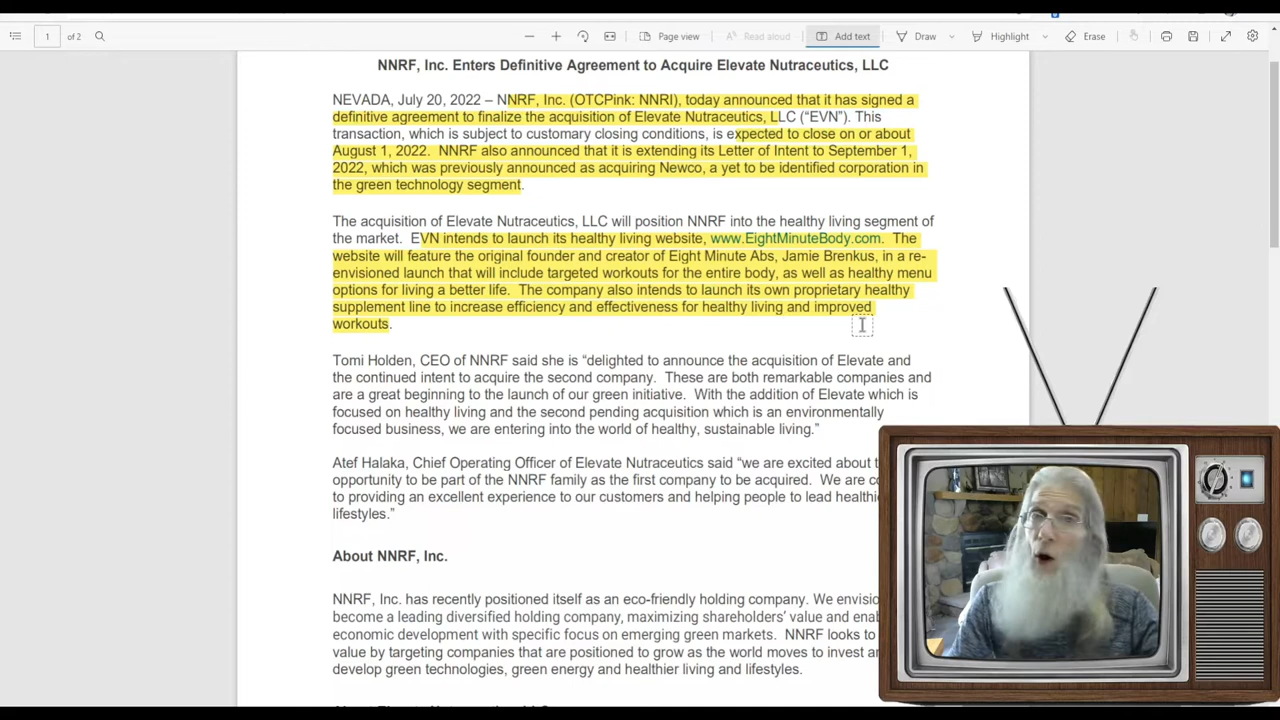 1 of 2 Page view Read aloud Add text Draw Highlight Erase
NNRF, Inc. Enters Definitive Agreement to Acquire Elevate Nutraceutics, LLC
NEVADA, July 20, 2022 – NNRF, Inc. (OTCPink: NNRI), today announced that it has signed a
definitive agreement to finalize the acquisition of Elevate Nutraceutics, LLC (“EVN”). This
transaction, which is subject to customary closing conditions, is expected to close on or about
August 1, 2022. NNRF also announced that it is extending its Letter of Intent to September 1,
2022, which was previously announced as acquiring Newco, a yet to be identified corporation in
the green technology segment.
The acquisition of Elevate Nutraceutics, LLC will position NNRF into the healthy living segment of
the market. EVN intends to launch its healthy living website, www.EightMinuteBody.com. The
website will feature the original founder and creator of Eight Minute Abs, Jamie Brenkus, in a re-
envisioned launch that will include targeted workouts for the entire body, as well as healthy menu
options for living a better life. The company also intends to launch its own proprietary healthy
supplement line to increase efficiency and effectiveness for healthy living and improved
workouts.
Tomi Holden, CEO of NNRF said she is “delighted to announce the acquisition of Elevate and
the continued intent to acquire the second company. These are both remarkable companies and
are a great beginning to the launch of our green initiative. With the addition of Elevate which is
focused on healthy living and the second pending acquisition which is an environmentally
focused business, we are entering into the world of healthy, sustainable living.”
Atef Halaka, Chief Operating Officer of Elevate Nutraceutics said “we are excited about
opportunity to be part of the NNRF family as the first company to be acquired. We are
to providing an excellent experience to our customers and helping people to lead
lifestyles.”
About NNRF, Inc.
NNRF, Inc. has recently positioned itself as an eco-friendly holding company. We
become a leading diversified holding company, maximizing shareholders’ value and
economic development with specific focus on emerging green markets. NNRF looks to
value by targeting companies that are positioned to grow as the world moves to invest
develop green technologies, green energy and healthier living and lifestyles.